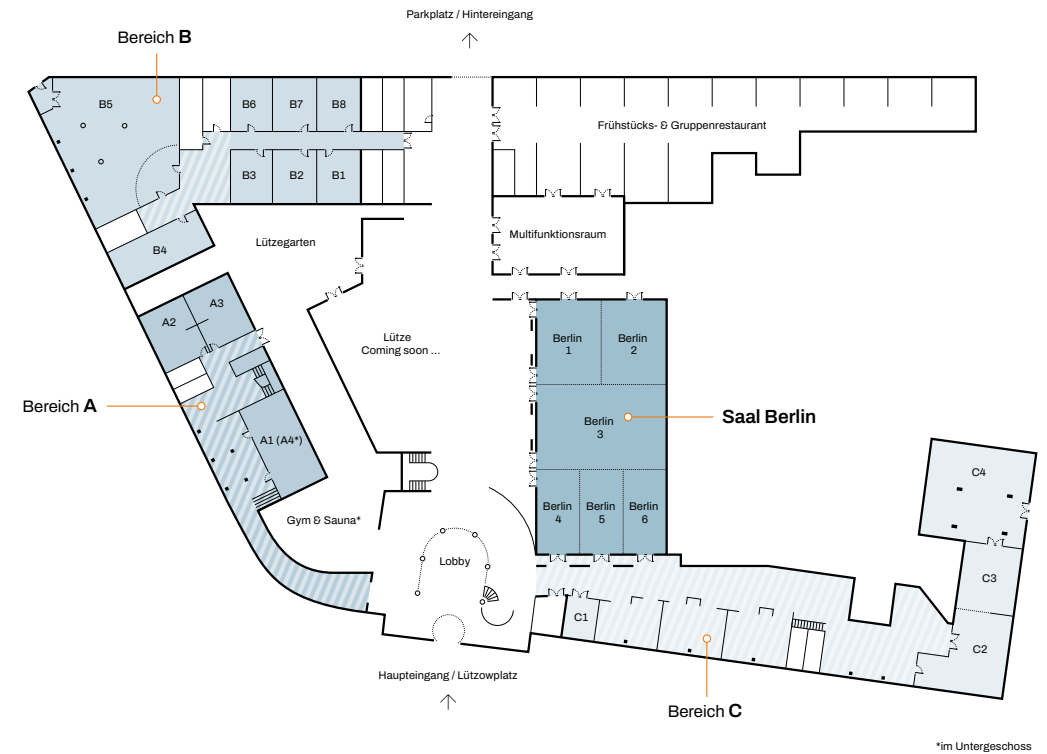 Parkplatz / Hintereingang
Bereich B
B5
B6
B7
B8
Frühstücks- & Gruppenrestaurant
B3
B2
B1
Multifunktionsraum
Lützegarten
B4
A3
A2
Lütze
Coming soon ...
Berlin
1
Berlin
2
Bereich A
Berlin
3
Saal Berlin
A1 (A4*)
C4
Berlin
4
Berlin
5
Berlin
6
Gym & Sauna*
Lobby
C3
C1
C2
Haupteingang / Lützowplatz
Bereich C
*im Untergeschoss